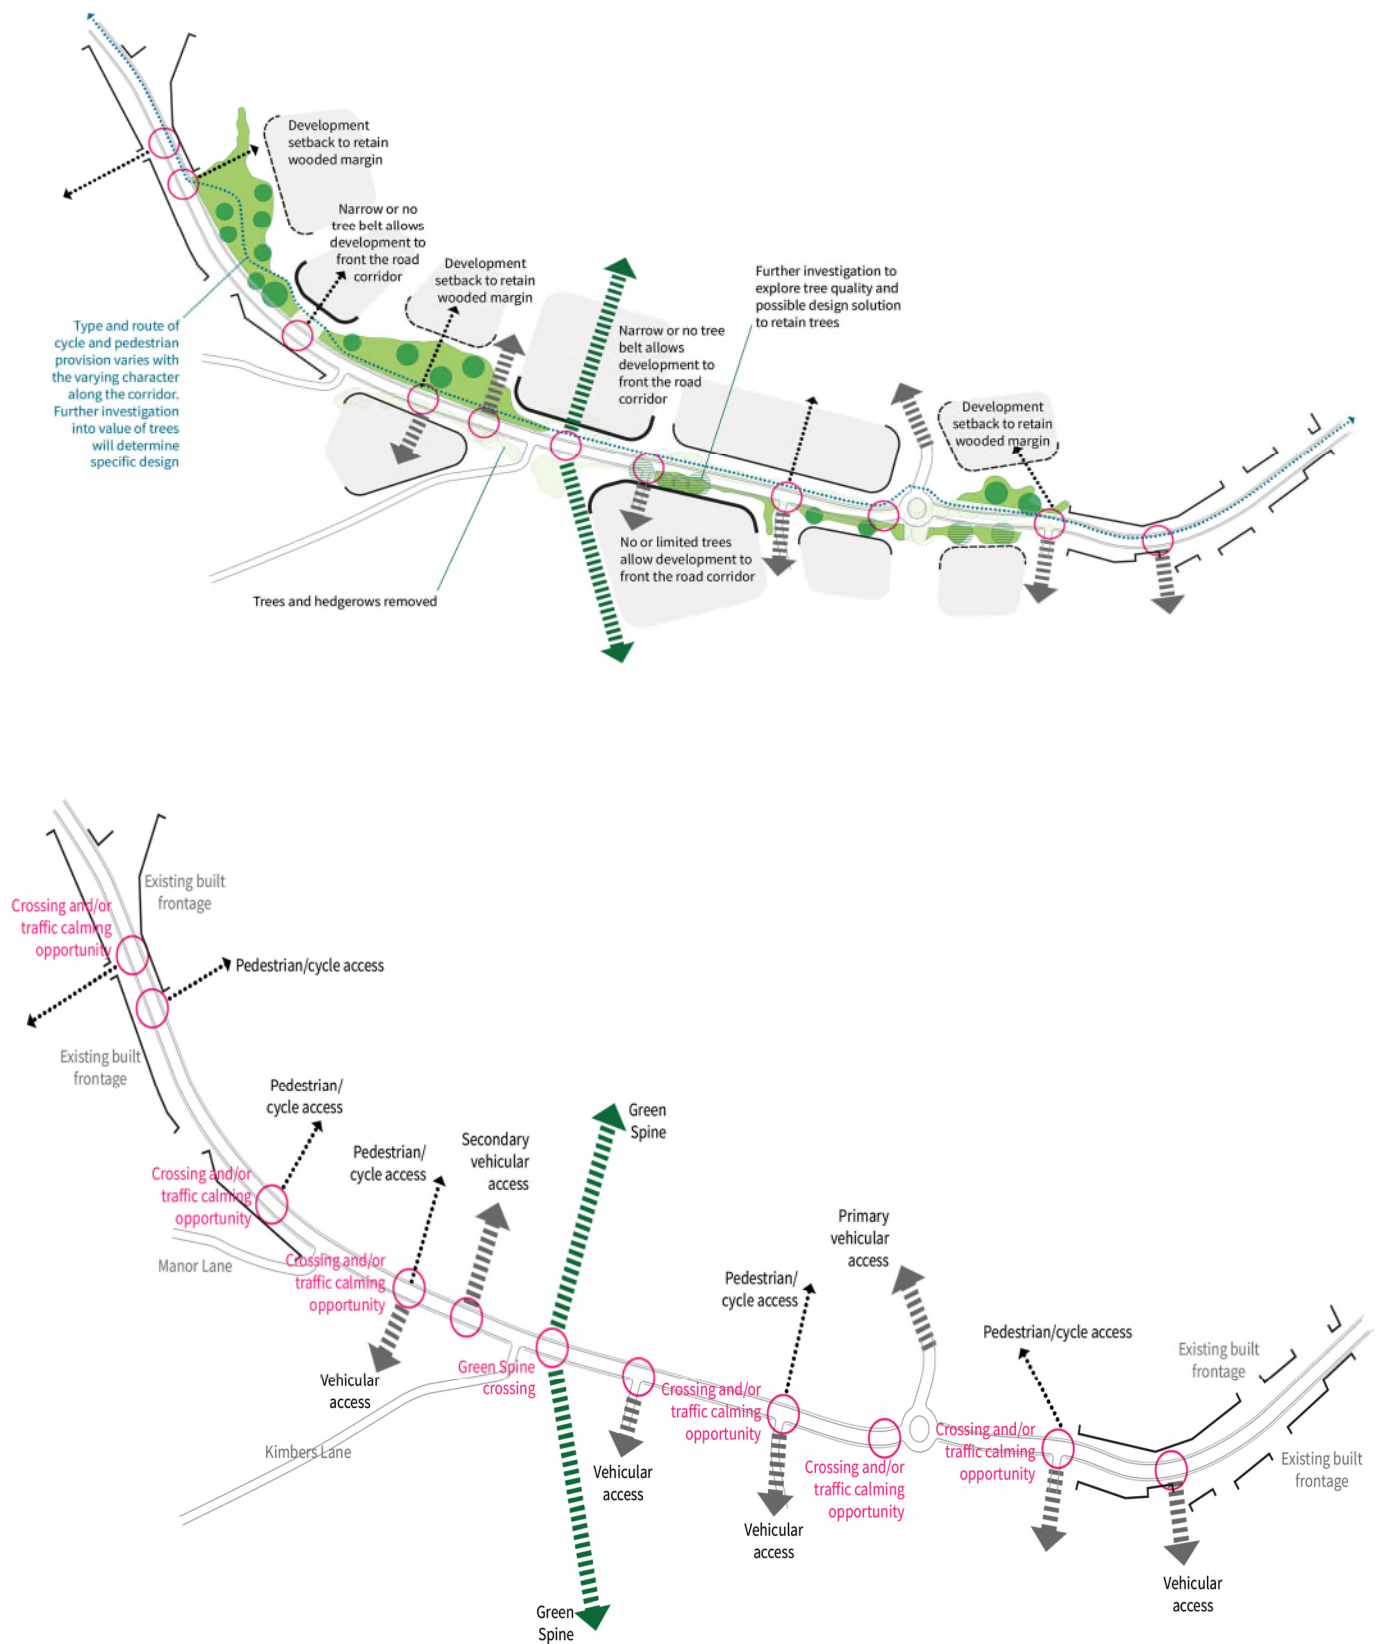 Development
setback to retain
wooded margin
Narrow or no
tree belt allows
development to
front the road
corridor
Development
setback to retain
wooded margin
Further investigation to
explore tree quality and
possible design solution
to retain trees
Type and route of
cycle and pedestrian
provision varies with
the varying character
along the corridor.
Further investigation
into value of trees
will determine
specific design
Narrow or no tree
belt allows
development to
front the road
corridor
Development
setback to retain
wooded margin
No or limited trees
allow development to
front the road corridor
Trees and hedgerows removed
Existing built
frontage
Crossing and/or
traffic calming
opportunity
Pedestrian/cycle access
Existing built
frontage
Pedestrian/
cycle access
Pedestrian/
cycle access
Secondary
vehicular
access
Green
Spine
Crossing and/or
traffic calming
opportunity
Manor Lane
Crossing and/or
traffic calming
opportunity
Primary
vehicular
access
Pedestrian/
cycle access
Pedestrian/cycle access
Existing built
frontage
Vehicular
access
Green Spine
crossing
Crossing and/or
traffic calming
opportunity
Kimbers Lane
Vehicular
access
Crossing and/or
traffic calming
opportunity
Crossing and/or
traffic calming
opportunity
Existing built
frontage
Vehicular
access
Vehicular
access
Green
Spine